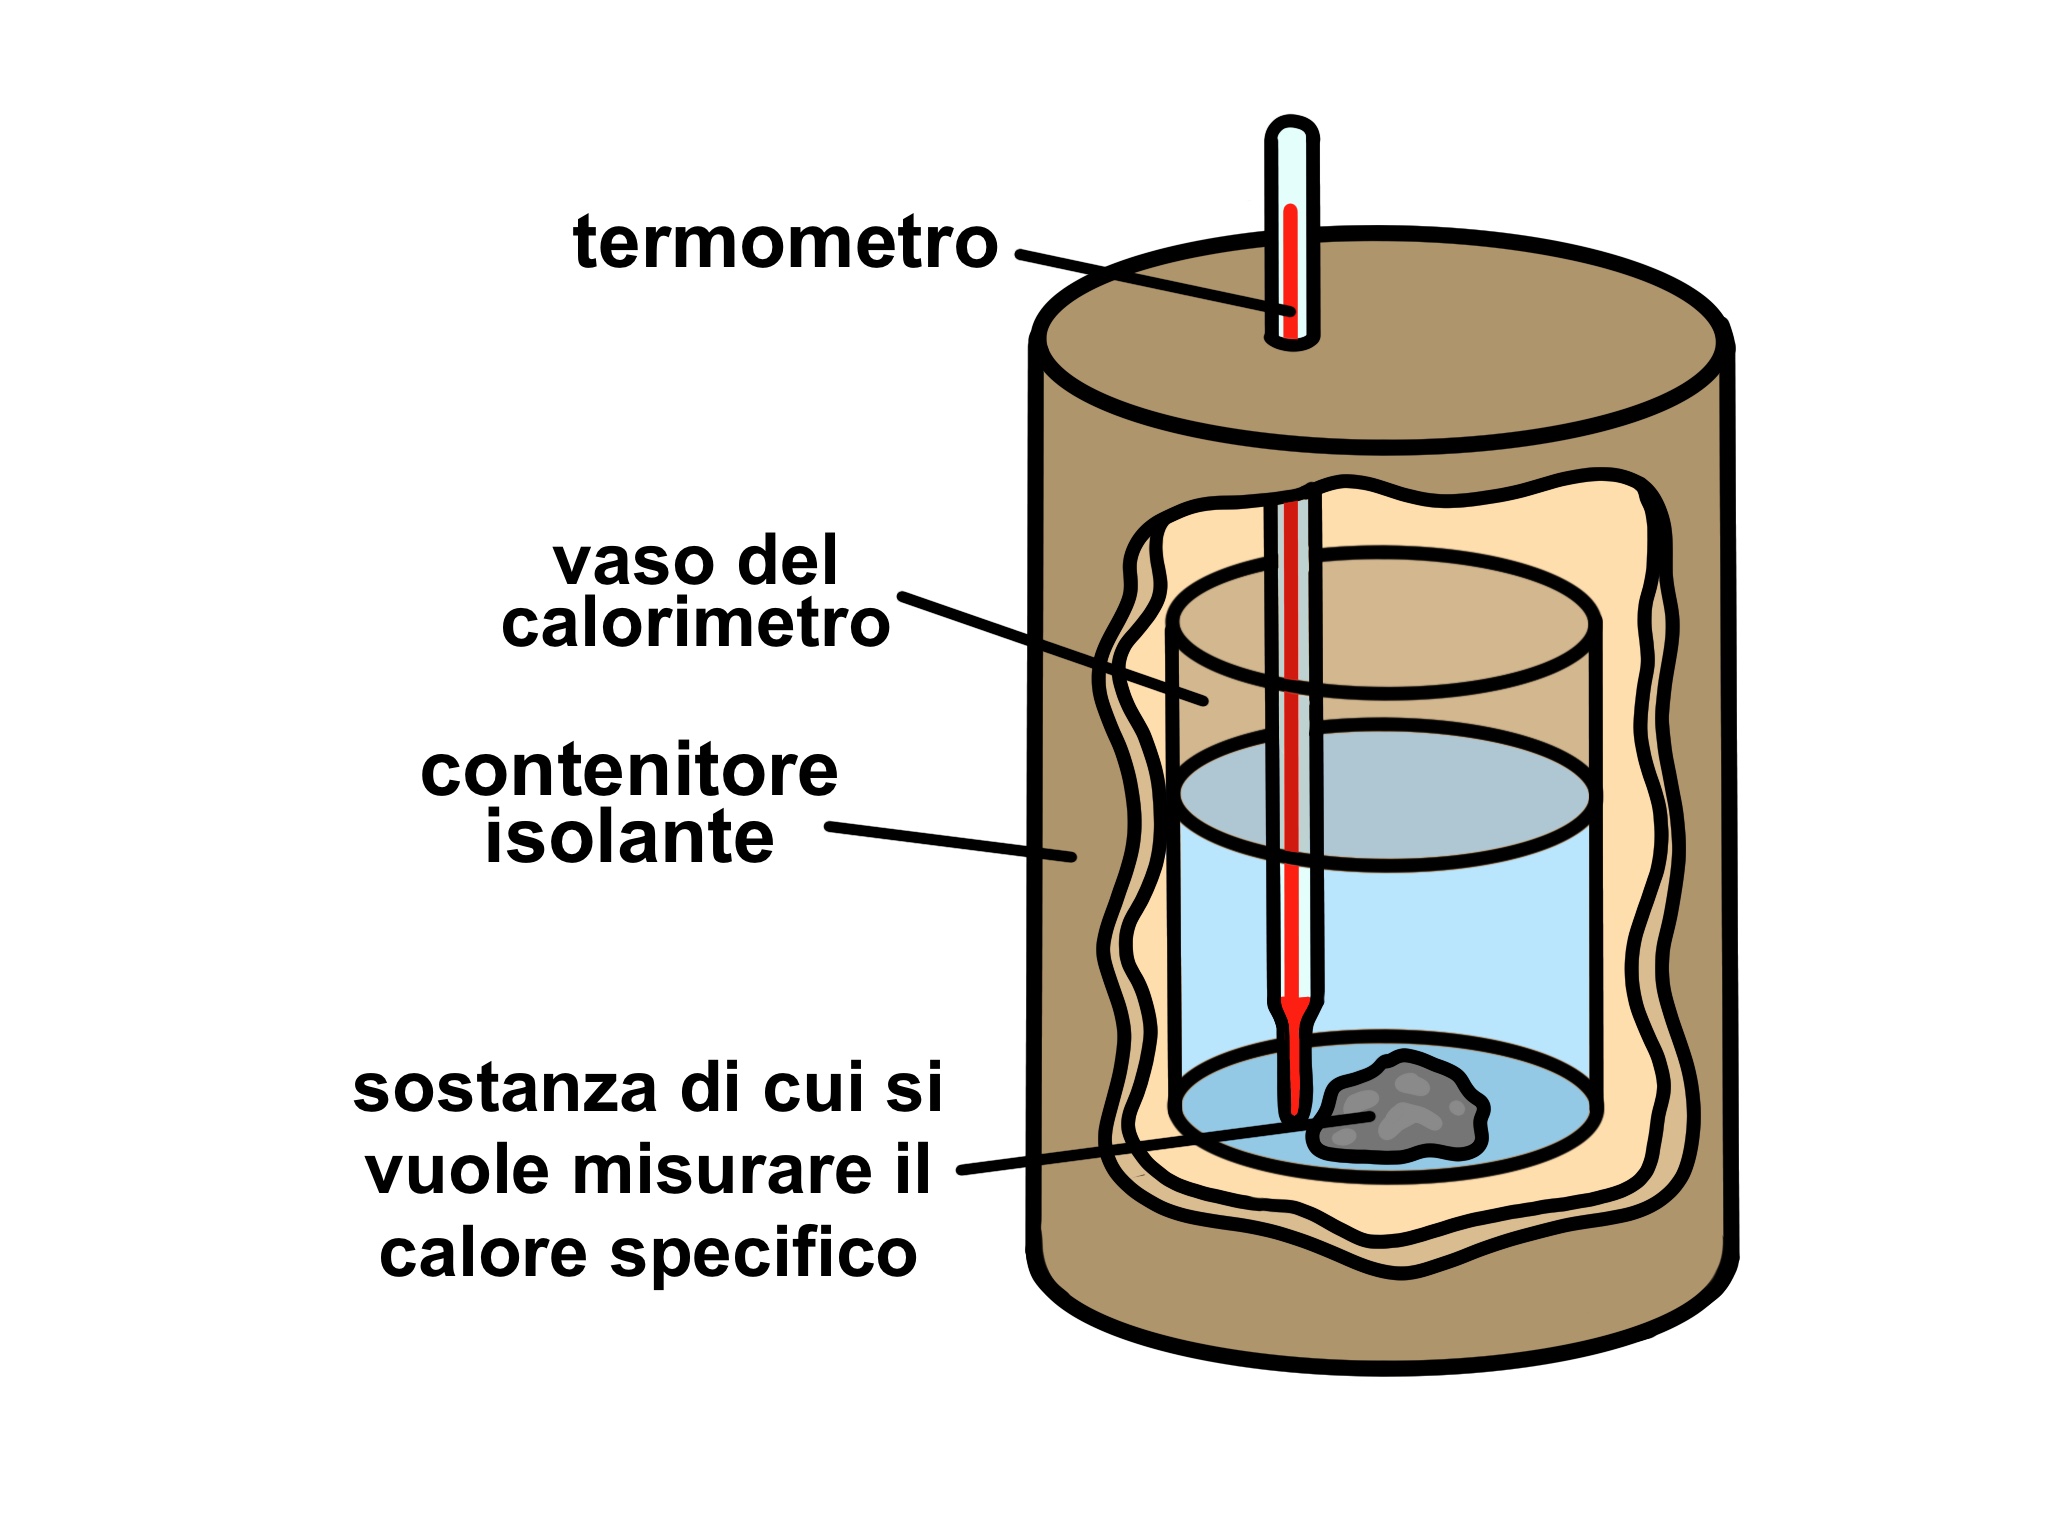 termometro
vaso del
calorimetro
contenitore
isolante
sostanza di cui si
vuole misurare il
calore specifico